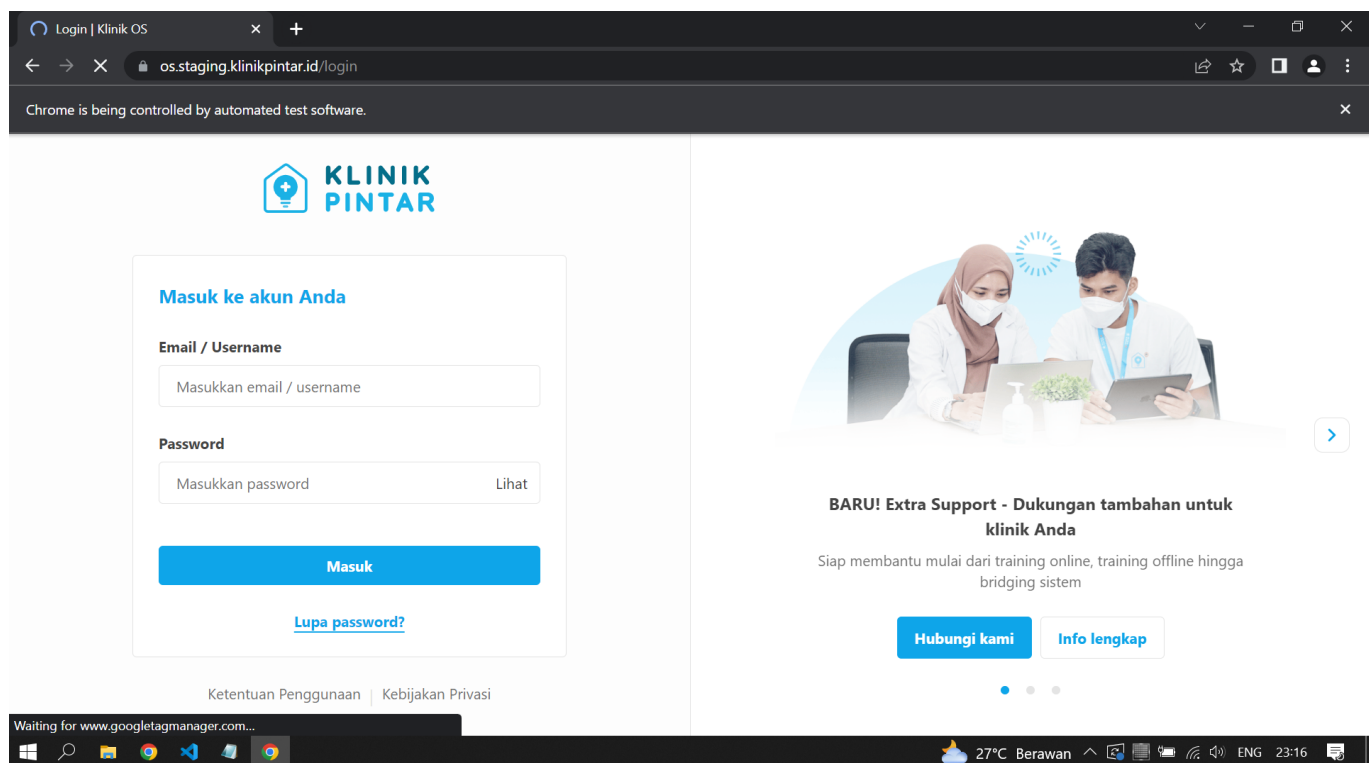 Login | Klinik OS
os.staging.klinikpintar.id/login
Chrome is being controlled by automated test software.
KLINIK
PINTAR
Masuk ke akun Anda
Email / Username
Masukkan email / username
Password
Masukkan password
Lihat
Masuk
Lupa password?
Ketentuan Penggunaan | Kebijakan Privasi
BARU! Extra Support - Dukungan tambahan untuk
klinik Anda
Siap membantu mulai dari training online, training offline hingga
bridging sistem
Hubungi kami
Info lengkap
Waiting for www.googletagmanager.com...
27°C Berawan
ENG
23:16